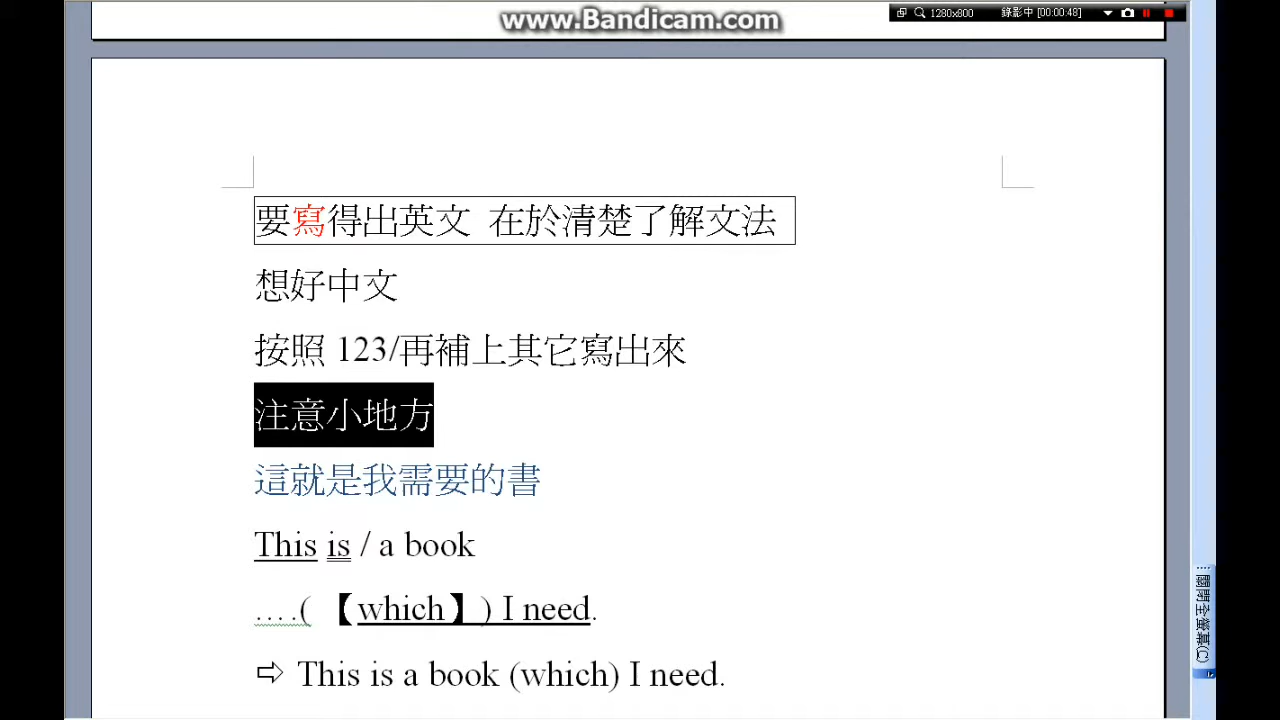 www.Bandicam.com
1280x800 錄影中 [00:00:48]
要寫得出英文 在於清楚了解文法
想好中文
按照 123/再補上其它寫出來
注意小地方
這就是我需要的書
This is / a book
….( 【which】 ) I need.
⇨ This is a book (which) I need.
關閉全螢幕(C)